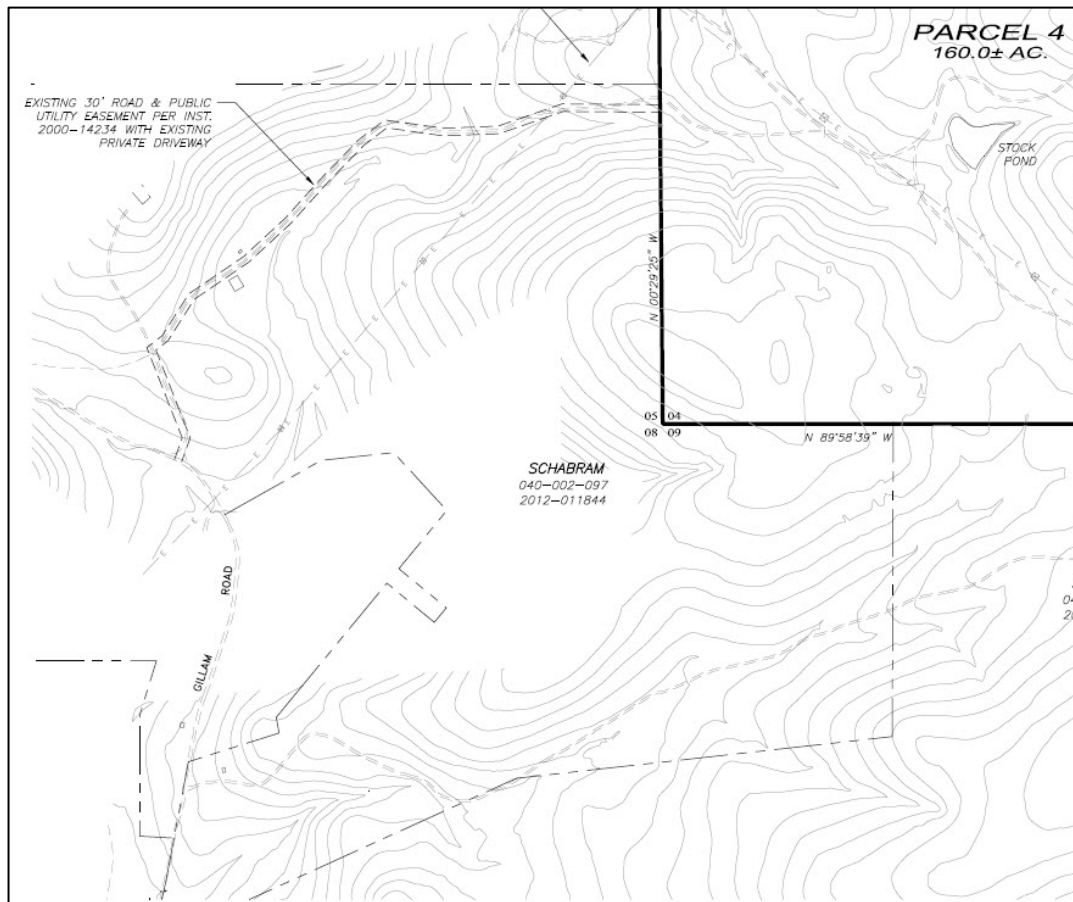 PARCEL 4
160.0± AC.
EXISTING 30' ROAD & PUBLIC
UTILITY EASEMENT PER INST.
2000-14234 WITH EXISTING
PRIVATE DRIVEWAY
STOCK
POND
N 00°29'25" W
05 04
08 09
N 89°58'39" W
SCHABRAM
040-002-097
2012-011844
GILLAM ROAD
04
20